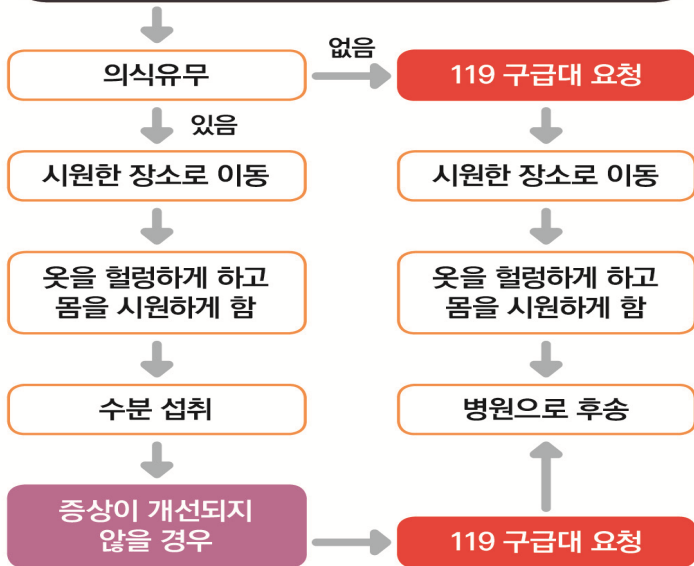 의식유무
없음
119 구급대 요청
있음
시원한 장소로 이동
시원한 장소로 이동
옷을 헐렁하게 하고
몸을 시원하게 함
옷을 헐렁하게 하고
몸을 시원하게 함
수분 섭취
병원으로 후송
증상이 개선되지
않을 경우
119 구급대 요청